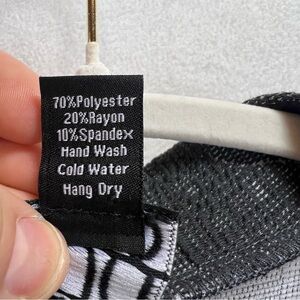 70%Polyester
20%Rayon
10%Spandex
Hand Wash
Cold Water
Hang Dry